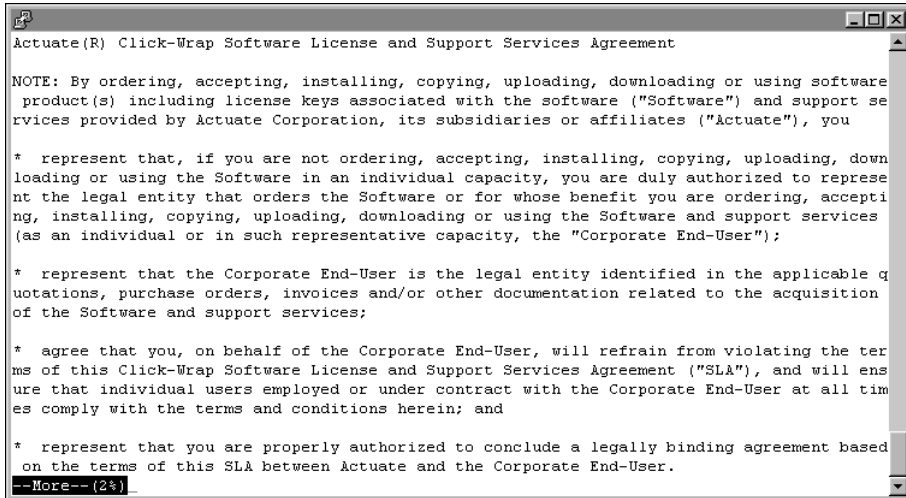 Actuate(R) Click-Wrap Software License and Support Services Agreement
NOTE: By ordering, accepting, installing, copying, uploading, downloading or using software
product(s) including license keys associated with the software ("Software") and support se
rvices provided by Actuate Corporation, its subsidiaries or affiliates ("Actuate"), you
*  represent that, if you are not ordering, accepting, installing, copying, uploading, down
loading or using the Software in an individual capacity, you are duly authorized to represe
nt the legal entity that orders the Software or for whose benefit you are ordering, accepti
ng, installing, copying, uploading, downloading or using the Software and support services
(as an individual or in such representative capacity, the "Corporate End-User");
*  represent that the Corporate End-User is the legal entity identified in the applicable q
uotations, purchase orders, invoices and/or other documentation related to the acquisition
of the Software and support services;
*  agree that you, on behalf of the Corporate End-User, will refrain from violating the ter
ms of this Click-Wrap Software License and Support Services Agreement ("SLA"), and will ens
ure that individual users employed or under contract with the Corporate End-User at all tim
es comply with the terms and conditions herein; and
*  represent that you are properly authorized to conclude a legally binding agreement based
on the terms of this SLA between Actuate and the Corporate End-User.
--More--(2%)